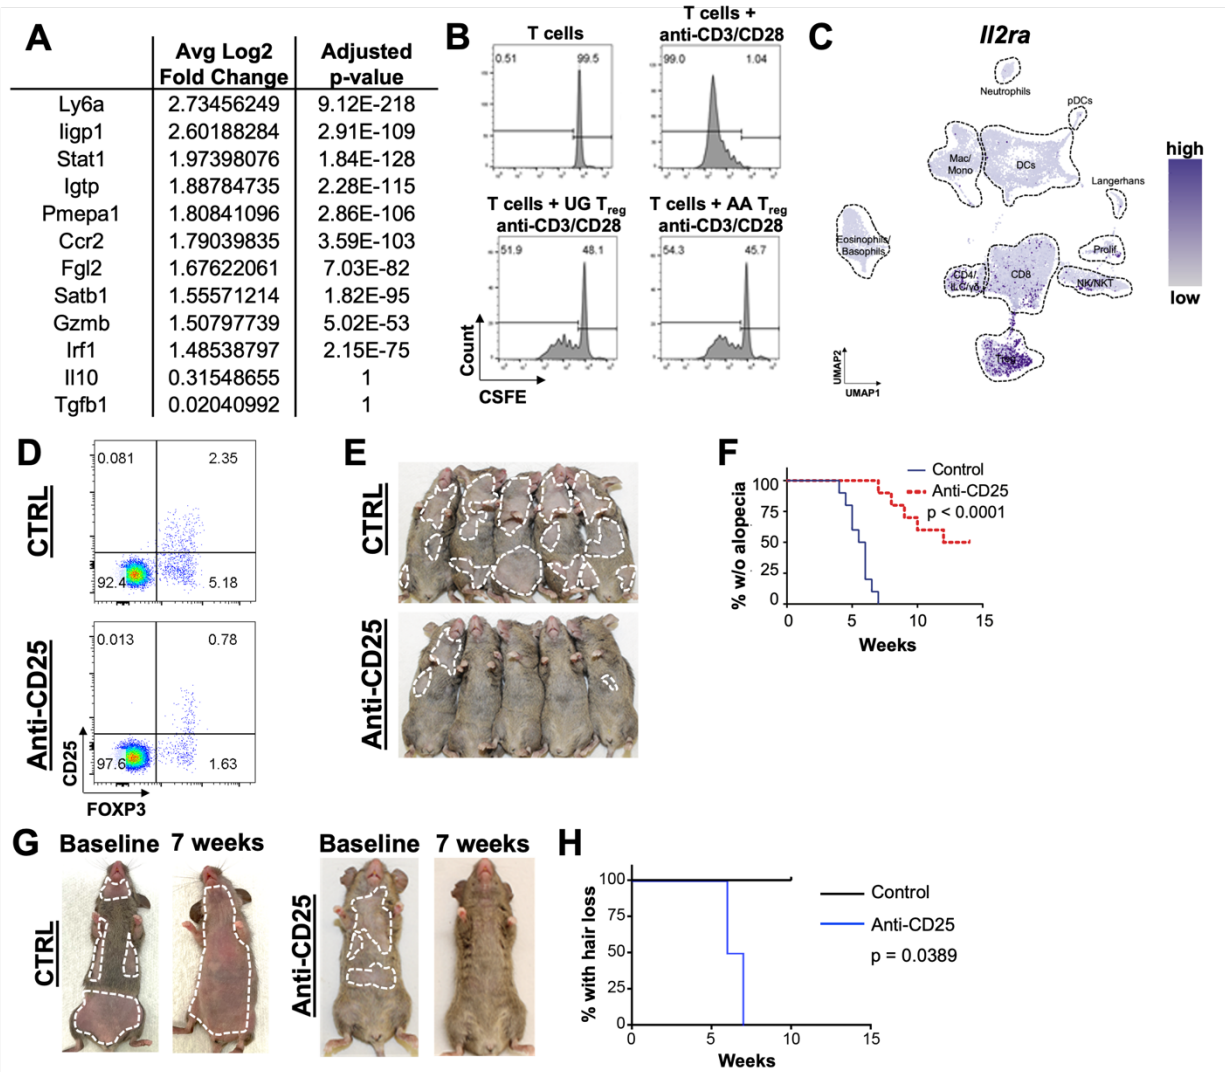 A
Avg Log2 Fold Change
Adjusted p-value
Ly6a 2.73456249 9.12E-218
Iigp1 2.60188284 2.91E-109
Stat1 1.97398076 1.84E-128
Igtp 1.88784735 2.28E-115
Pmepa1 1.80841096 2.86E-106
Ccr2 1.79039835 3.59E-103
Fgl2 1.67622061 7.03E-82
Satb1 1.55571214 1.82E-95
Gzmb 1.50797739 5.02E-53
Irf1 1.48538797 2.15E-75
Il10 0.31548655 1
Tgfb1 0.02040992 1
B
T cells
0.51 99.5
T cells +
anti-CD3/CD28
99.0 1.04
T cells + UG Treg
anti-CD3/CD28
51.9 48.1
T cells + AA Treg
anti-CD3/CD28
54.3 45.7
Count
CSFE
C
Il2ra
Neutrophils
pDCs
Mac/
Mono
DCs
Langerhans
Eosinophils/
Basophils
CD4/
ILC/γδ
CD8
Prolif.
NK/NKT
Treg
UMAP2
UMAP1
high
low
D
CTRL
0.081 2.35
92.4 5.18
Anti-CD25
0.013 0.78
97.6 1.63
CD25
FOXP3
E
CTRL
Anti-CD25
F
% w/o alopecia
100
75
50
25
0
0 5 10 15
Weeks
Control
Anti-CD25
p < 0.0001
G
Baseline 7 weeks
CTRL
Baseline 7 weeks
Anti-CD25
H
% with hair loss
100
75
50
25
0
0 5 10 15
Weeks
Control
Anti-CD25
p = 0.0389